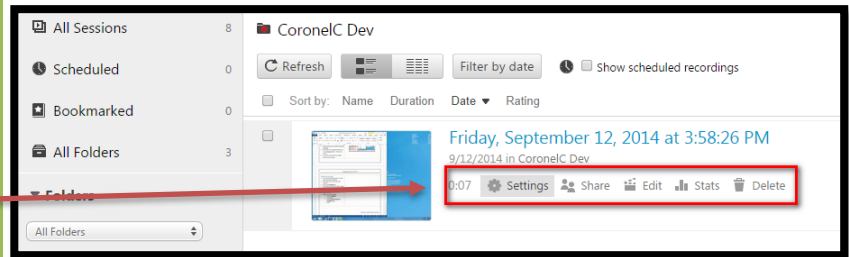 All Sessions 8
Scheduled 0
Bookmarked 0
All Folders 3
Folders
All Folders
CoronelC Dev
Refresh Filter by date Show scheduled recordings
Sort by: Name Duration Date ▼ Rating
Friday, September 12, 2014 at 3:58:26 PM
9/12/2014 in CoronelC Dev
0:07 Settings Share Edit Stats Delete